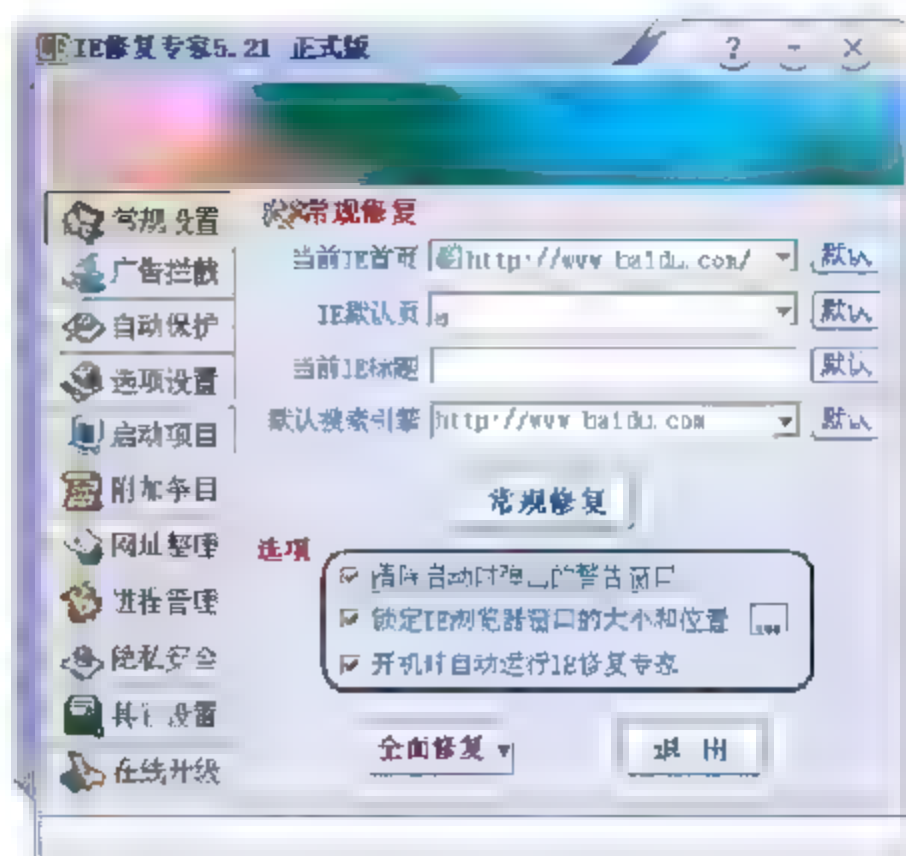 IE修复专家5.21 正式版
常规设置
广告拦截
自动保护
选项设置
启动项目
附加条目
网址整理
进程管理
隐私安全
其它设置
在线升级
常规修复
当前IE首页 http://www.baidu.com/ 默认
IE默认页 默认
当前IE标题 默认
默认搜索引擎 http://www.baidu.com 默认
常规修复
选项
清除启动时弹出的警告窗口
锁定IE浏览器窗口的大小和位置 ...
开机时自动运行IE修复专家
全面修复
退出